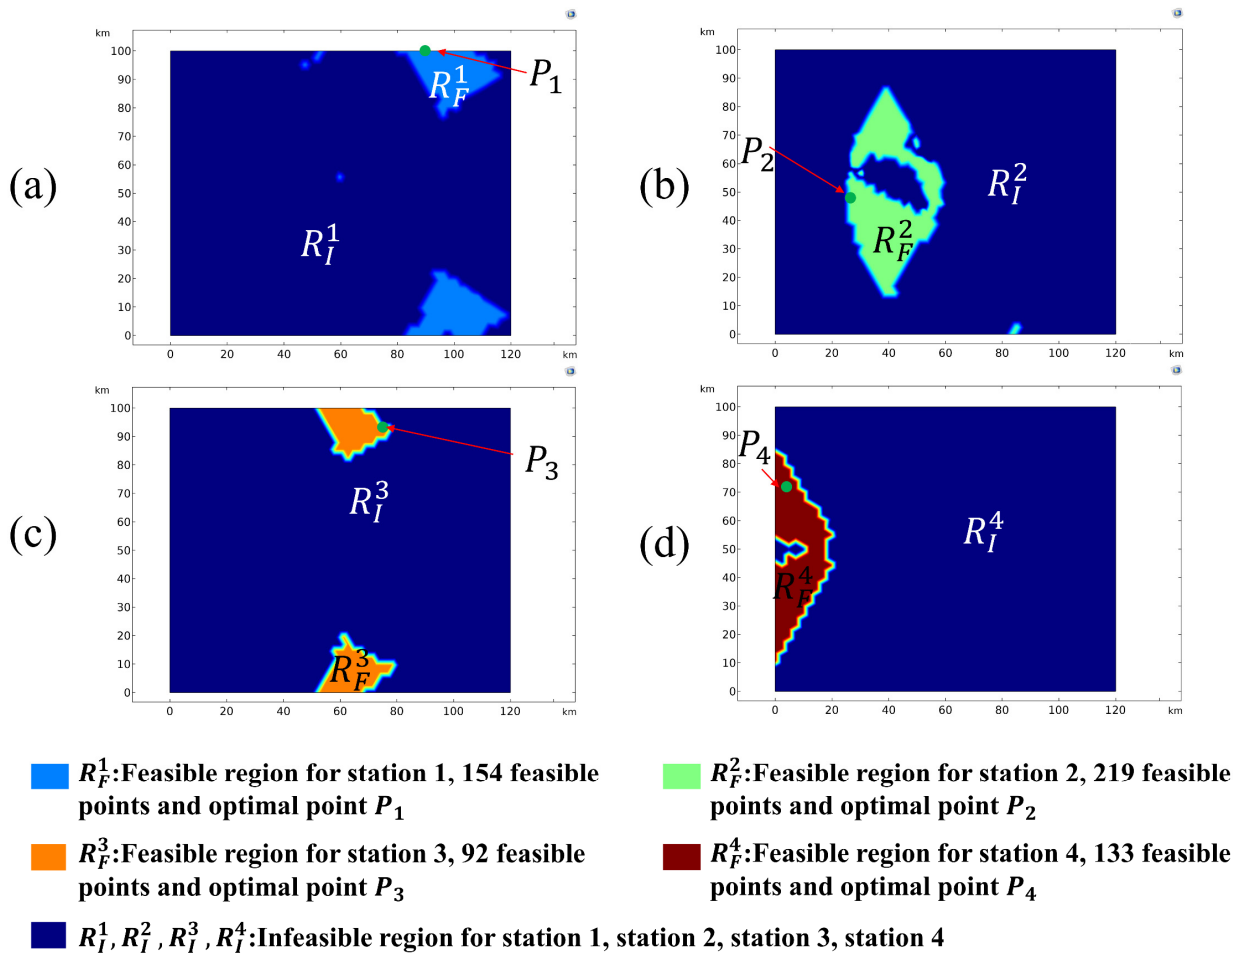 (a)
km
100
90
80
70
60
50
40
30
20
10
0
0 20 40 60 80 100 120 km
R_F^1
P_1
R_I^1
(b)
km
100
90
80
70
60
50
40
30
20
10
0
0 20 40 60 80 100 120 km
P_2
R_I^2
R_F^2
(c)
km
100
90
80
70
60
50
40
30
20
10
0
0 20 40 60 80 100 120 km
P_3
R_I^3
R_F^3
(d)
km
100
90
80
70
60
50
40
30
20
10
0
0 20 40 60 80 100 120 km
P_4
R_I^4
R_F^4
R_F^1:Feasible region for station 1, 154 feasible
points and optimal point P_1
R_F^2:Feasible region for station 2, 219 feasible
points and optimal point P_2
R_F^3:Feasible region for station 3, 92 feasible
points and optimal point P_3
R_F^4:Feasible region for station 4, 133 feasible
points and optimal point P_4
R_I^1, R_I^2, R_I^3, R_I^4:Infeasible region for station 1, station 2, station 3, station 4